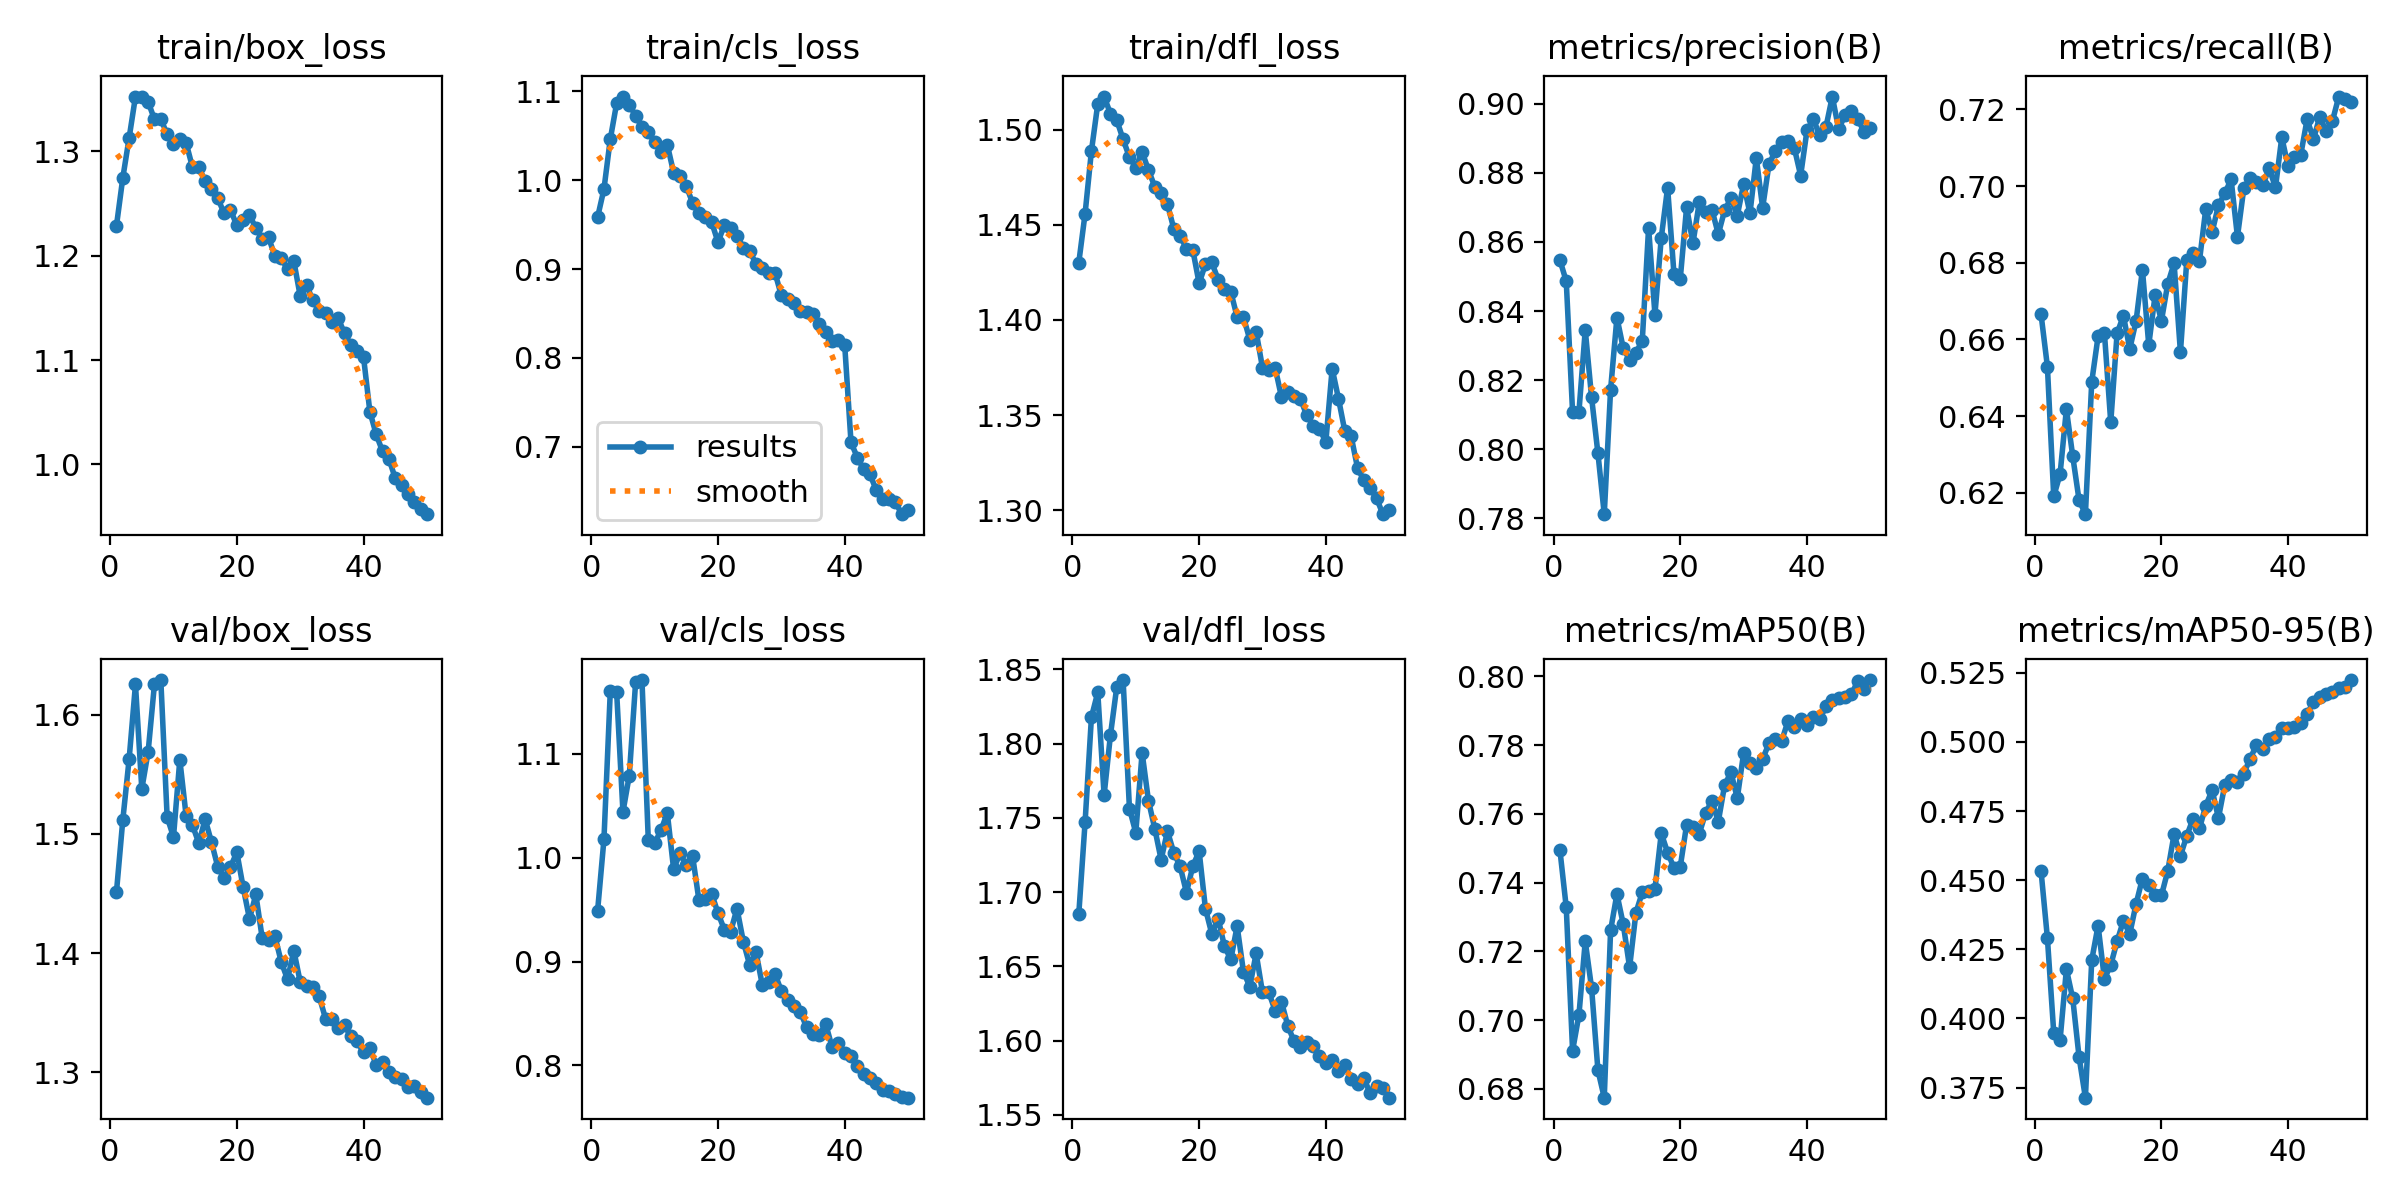 train/box_loss
train/cls_loss
train/dfl_loss
metrics/precision(B)
metrics/recall(B)
1.3
1.2
1.1
1.0
0 20 40
1.1
1.0
0.9
0.8
0.7
results
smooth
0 20 40
1.50
1.45
1.40
1.35
1.30
0 20 40
0.90
0.88
0.86
0.84
0.82
0.80
0.78
0 20 40
0.72
0.70
0.68
0.66
0.64
0.62
0 20 40
val/box_loss
val/cls_loss
val/dfl_loss
metrics/mAP50(B)
metrics/mAP50-95(B)
1.6
1.5
1.4
1.3
0 20 40
1.1
1.0
0.9
0.8
0 20 40
1.85
1.80
1.75
1.70
1.65
1.60
1.55
0 20 40
0.80
0.78
0.76
0.74
0.72
0.70
0.68
0 20 40
0.525
0.500
0.475
0.450
0.425
0.400
0.375
0 20 40